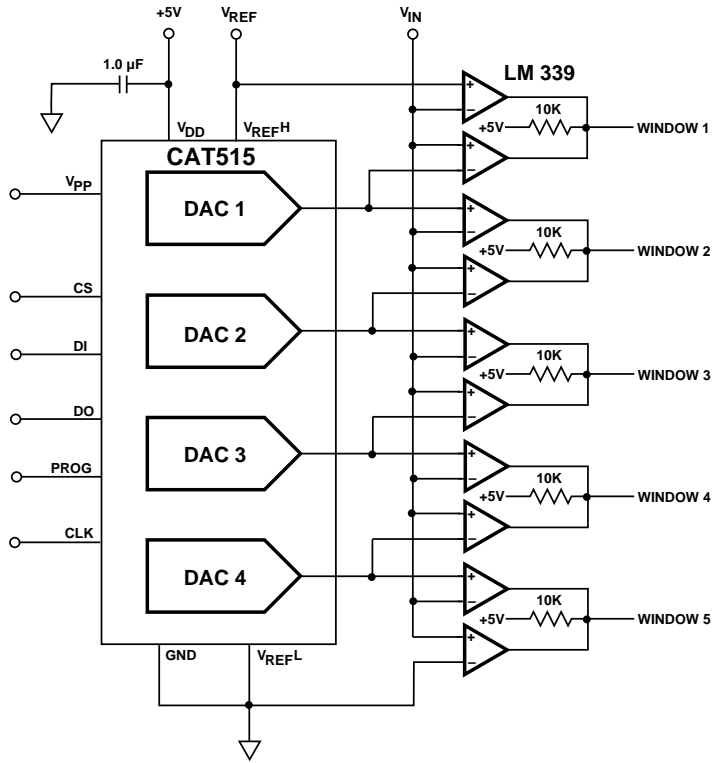 +5V
VREF
VIN
1.0 µF
LM 339
VDD
VREFH
CAT515
VPP
CS
DI
DO
PROG
CLK
DAC 1
DAC 2
DAC 3
DAC 4
GND
VREFL
+
–
10K
+5V
WINDOW 1
+
–
+
–
10K
+5V
WINDOW 2
+
–
+
–
10K
+5V
WINDOW 3
+
–
+
–
10K
+5V
WINDOW 4
+
–
+
–
10K
+5V
WINDOW 5
+
–